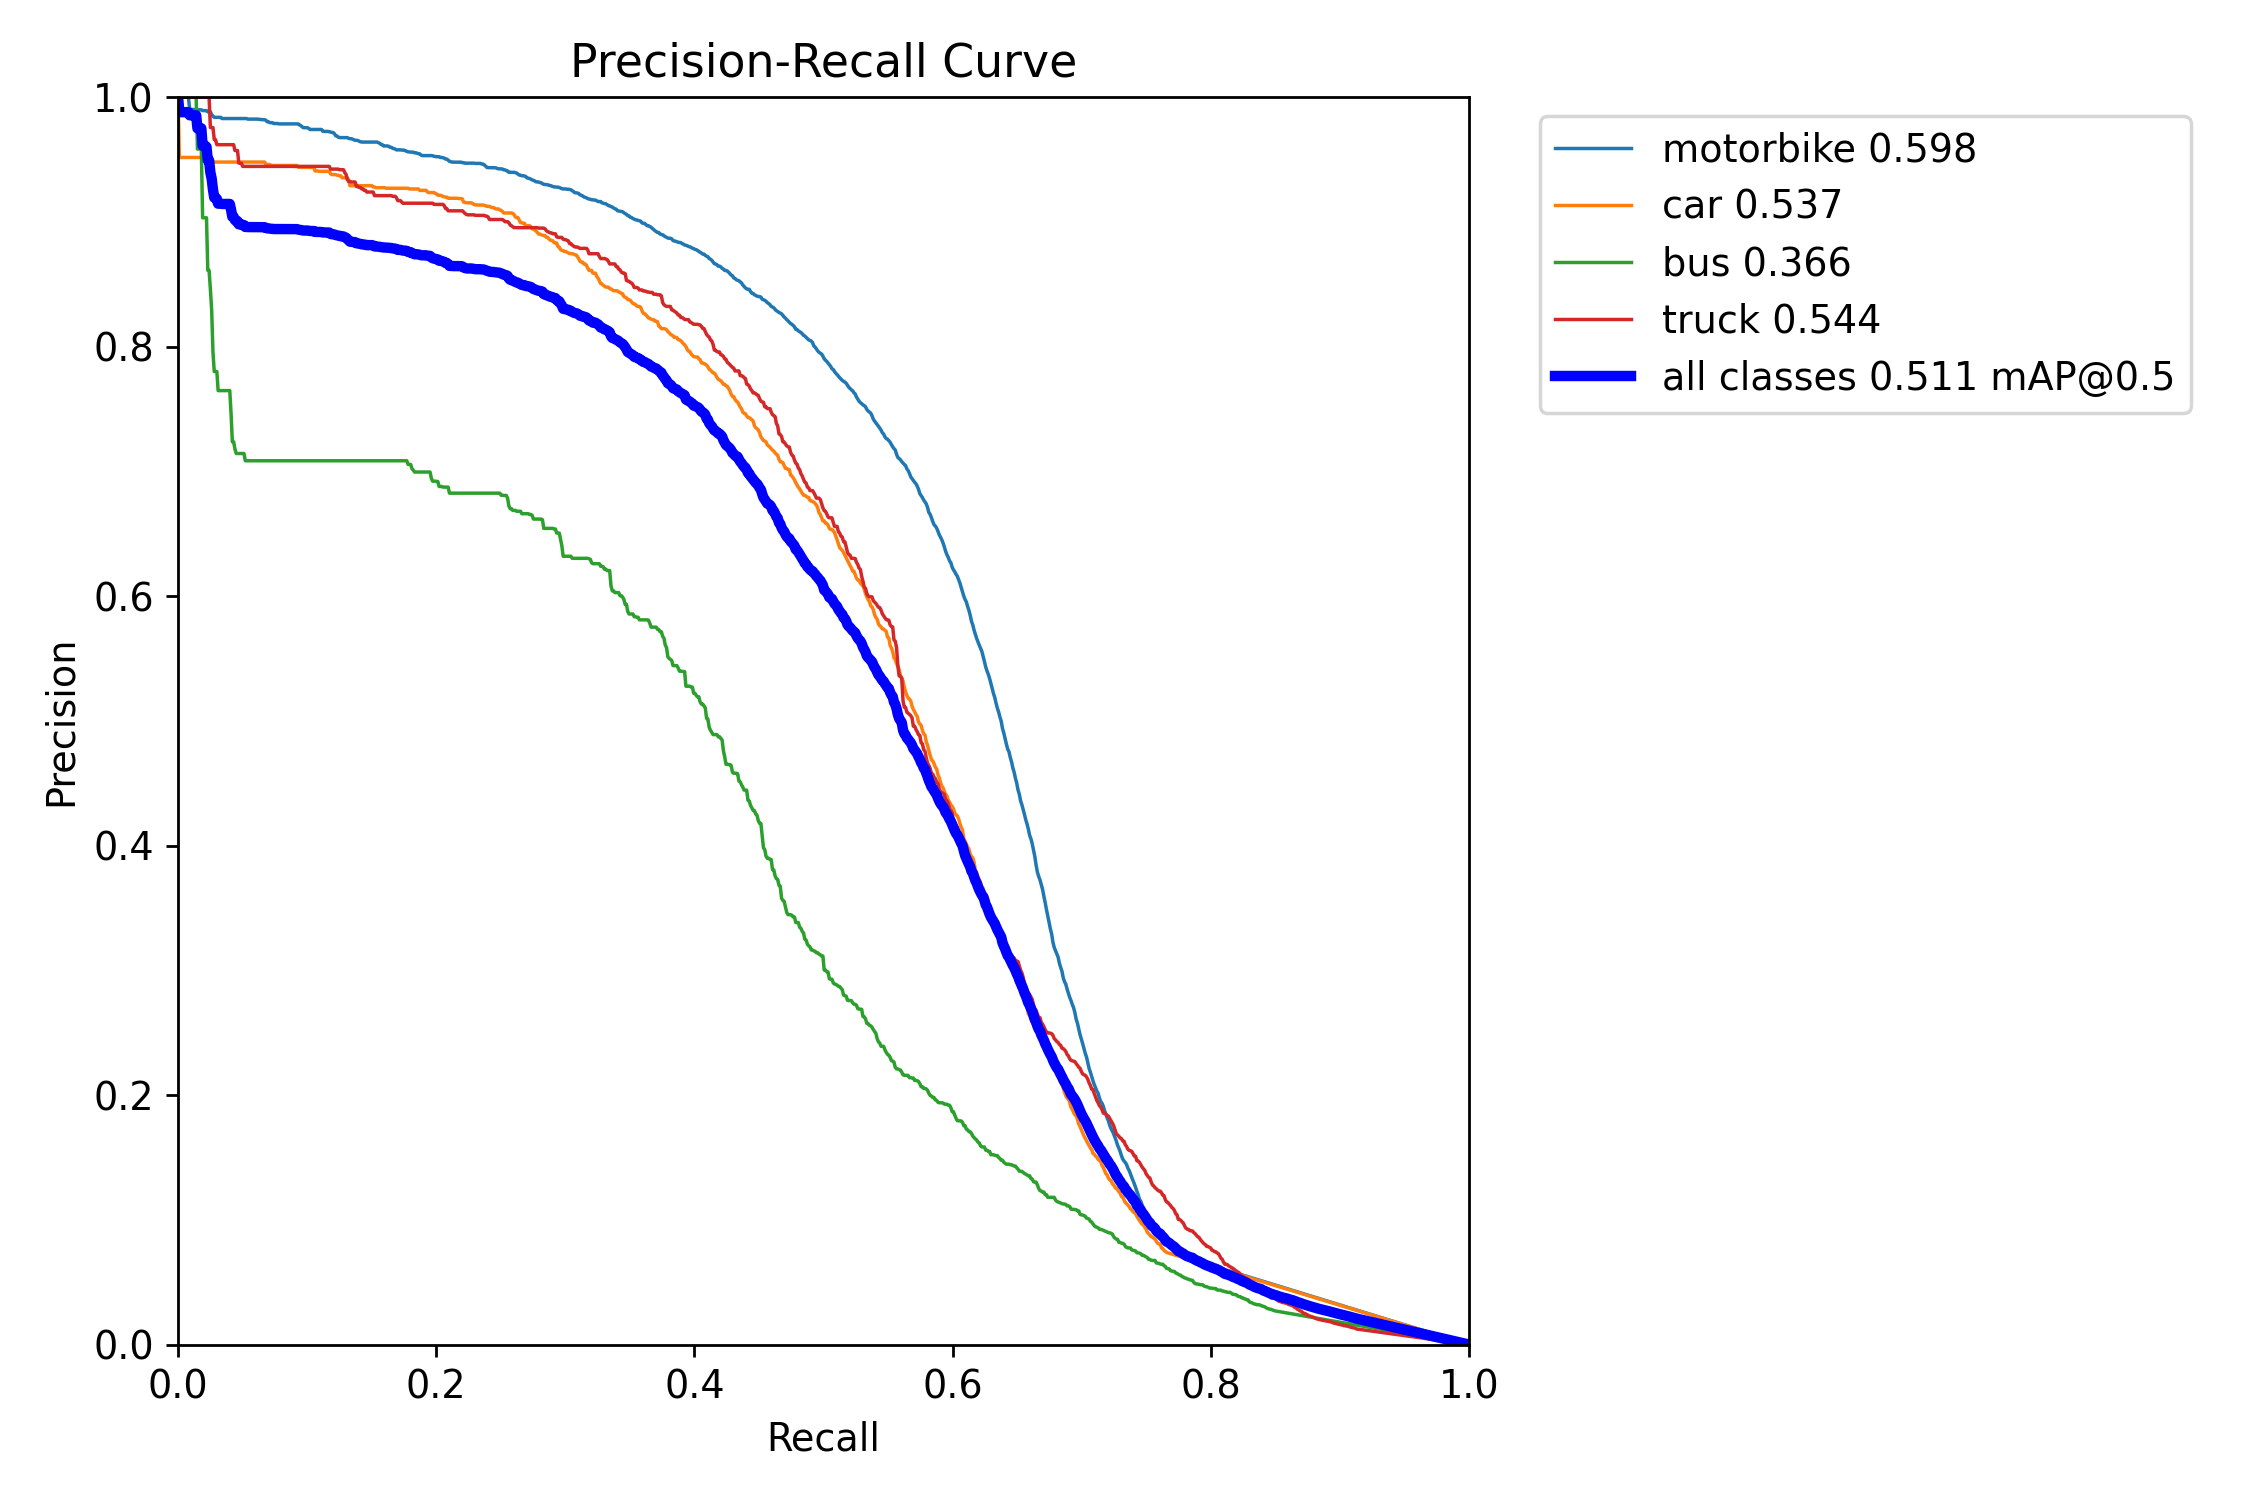 Precision-Recall Curve
1.0
0.8
0.6
0.4
0.2
0.0
Precision
0.0 0.2 0.4 0.6 0.8 1.0
Recall
motorbike 0.598
car 0.537
bus 0.366
truck 0.544
all classes 0.511 mAP@0.5